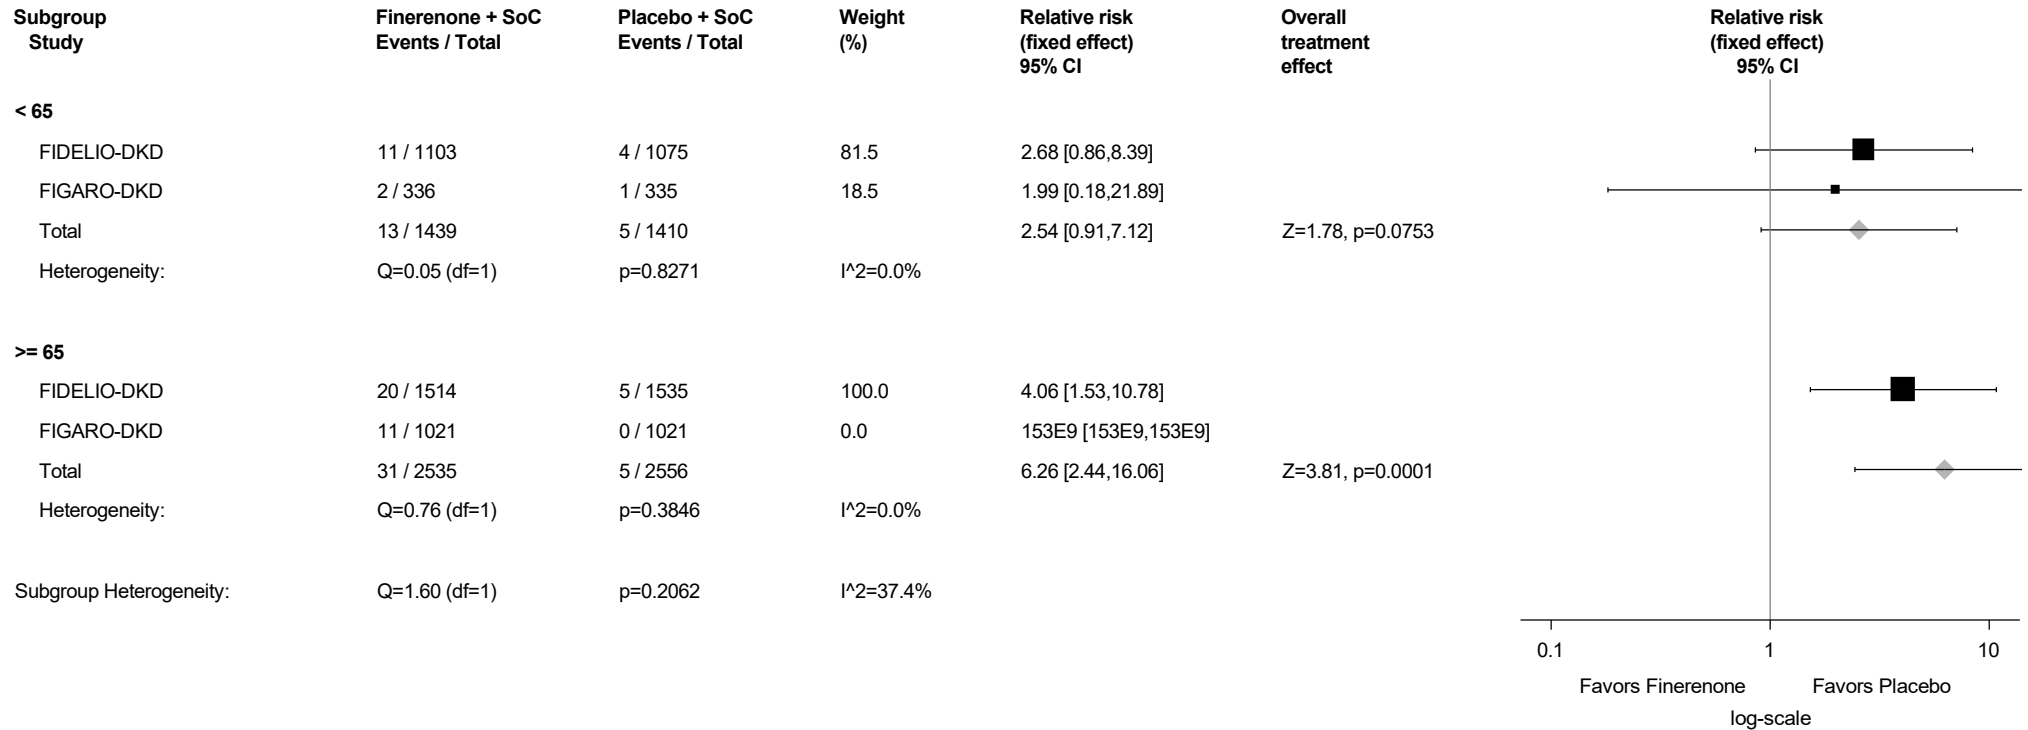 Subgroup Finerenone + SoC Placebo + SoC Weight Relative risk Overall Relative risk
Study Events / Total Events / Total (%) (fixed effect) treatment (fixed effect)
95% CI effect 95% CI
< 65
FIDELIO-DKD 11 / 1103 4 / 1075 81.5 2.68 [0.86,8.39]
FIGARO-DKD 2 / 336 1 / 335 18.5 1.99 [0.18,21.89]
Total 13 / 1439 5 / 1410 2.54 [0.91,7.12] Z=1.78, p=0.0753
Heterogeneity: Q=0.05 (df=1) p=0.8271 I^2=0.0%
>= 65
FIDELIO-DKD 20 / 1514 5 / 1535 100.0 4.06 [1.53,10.78]
FIGARO-DKD 11 / 1021 0 / 1021 0.0 153E9 [153E9,153E9]
Total 31 / 2535 5 / 2556 6.26 [2.44,16.06] Z=3.81, p=0.0001
Heterogeneity: Q=0.76 (df=1) p=0.3846 I^2=0.0%
Subgroup Heterogeneity: Q=1.60 (df=1) p=0.2062 I^2=37.4%
0.1 1 10
Favors Finerenone Favors Placebo
log-scale